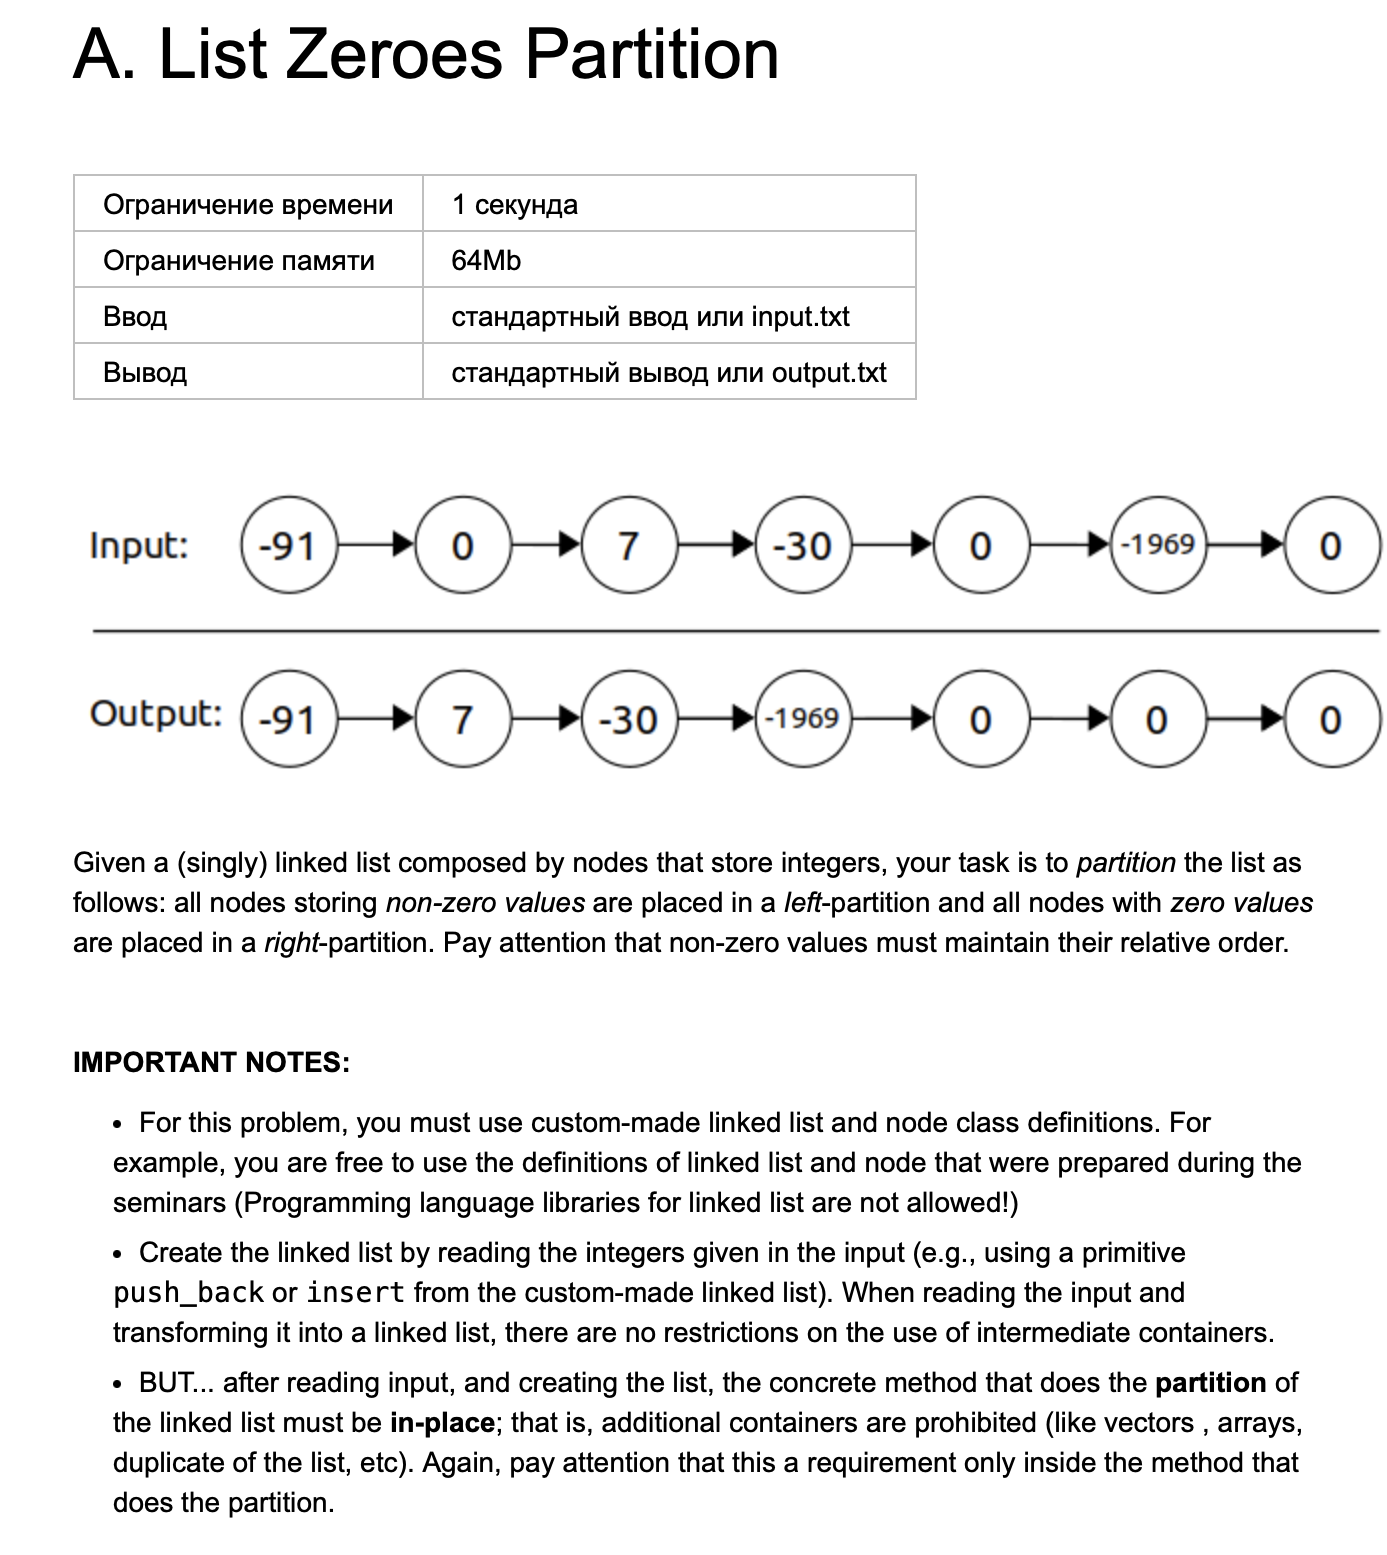 A. List Zeroes Partition
Ограничение времени 1 секунда
Ограничение памяти 64Mb
Ввод стандартный ввод или input.txt
Вывод стандартный вывод или output.txt
Input: -91 0 7 -30 0 -1969 0
Output: -91 7 -30 -1969 0 0 0
Given a (singly) linked list composed by nodes that store integers, your task is to partition the list as
follows: all nodes storing non-zero values are placed in a left-partition and all nodes with zero values
are placed in a right-partition. Pay attention that non-zero values must maintain their relative order.
IMPORTANT NOTES:
• For this problem, you must use custom-made linked list and node class definitions. For
example, you are free to use the definitions of linked list and node that were prepared during the
seminars (Programming language libraries for linked list are not allowed!)
• Create the linked list by reading the integers given in the input (e.g., using a primitive
push_back or insert from the custom-made linked list). When reading the input and
transforming it into a linked list, there are no restrictions on the use of intermediate containers.
• BUT... after reading input, and creating the list, the concrete method that does the partition of
the linked list must be in-place; that is, additional containers are prohibited (like vectors , arrays,
duplicate of the list, etc). Again, pay attention that this a requirement only inside the method that
does the partition.